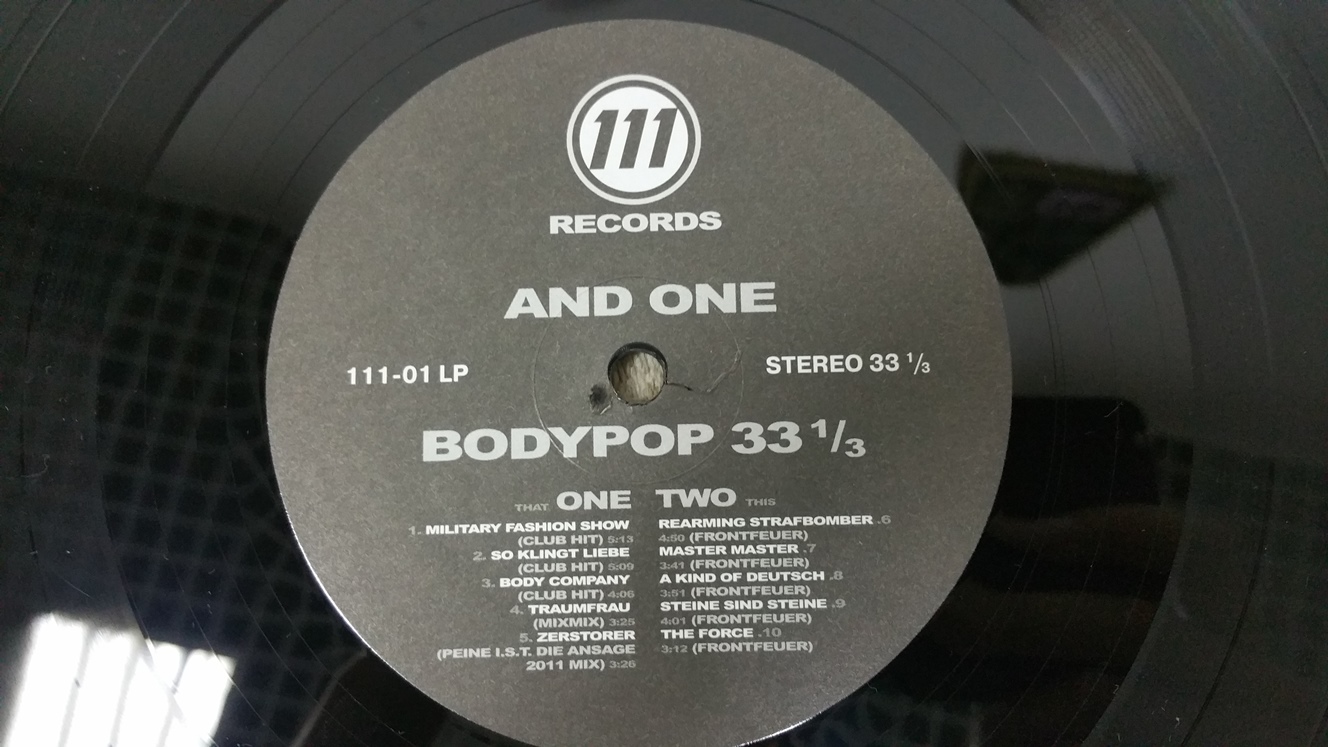 111
RECORDS
AND ONE
111-01 LP
STEREO 33 1/3
BODYPOP 33 1/3
THAT ONE
1. MILITARY FASHION SHOW
(CLUB HIT) 5:13
2. SO KLINGT LIEBE
(CLUB HIT) 5:09
3. BODY COMPANY
(CLUB HIT) 4:06
4. TRAUMFRAU
(MIXMIX) 3:25
5. ZERSTORER
(PEINE I.S.T. DIE ANSAGE
2011 MIX) 3:26
TWO THIS
REARMING STRAFBOMBER .6
4:50 (FRONTFEUER)
MASTER MASTER .7
3:41 (FRONTFEUER)
A KIND OF DEUTSCH .8
3:51 (FRONTFEUER)
STEINE SIND STEINE .9
4:01 (FRONTFEUER)
THE FORCE .10
3:12 (FRONTFEUER)